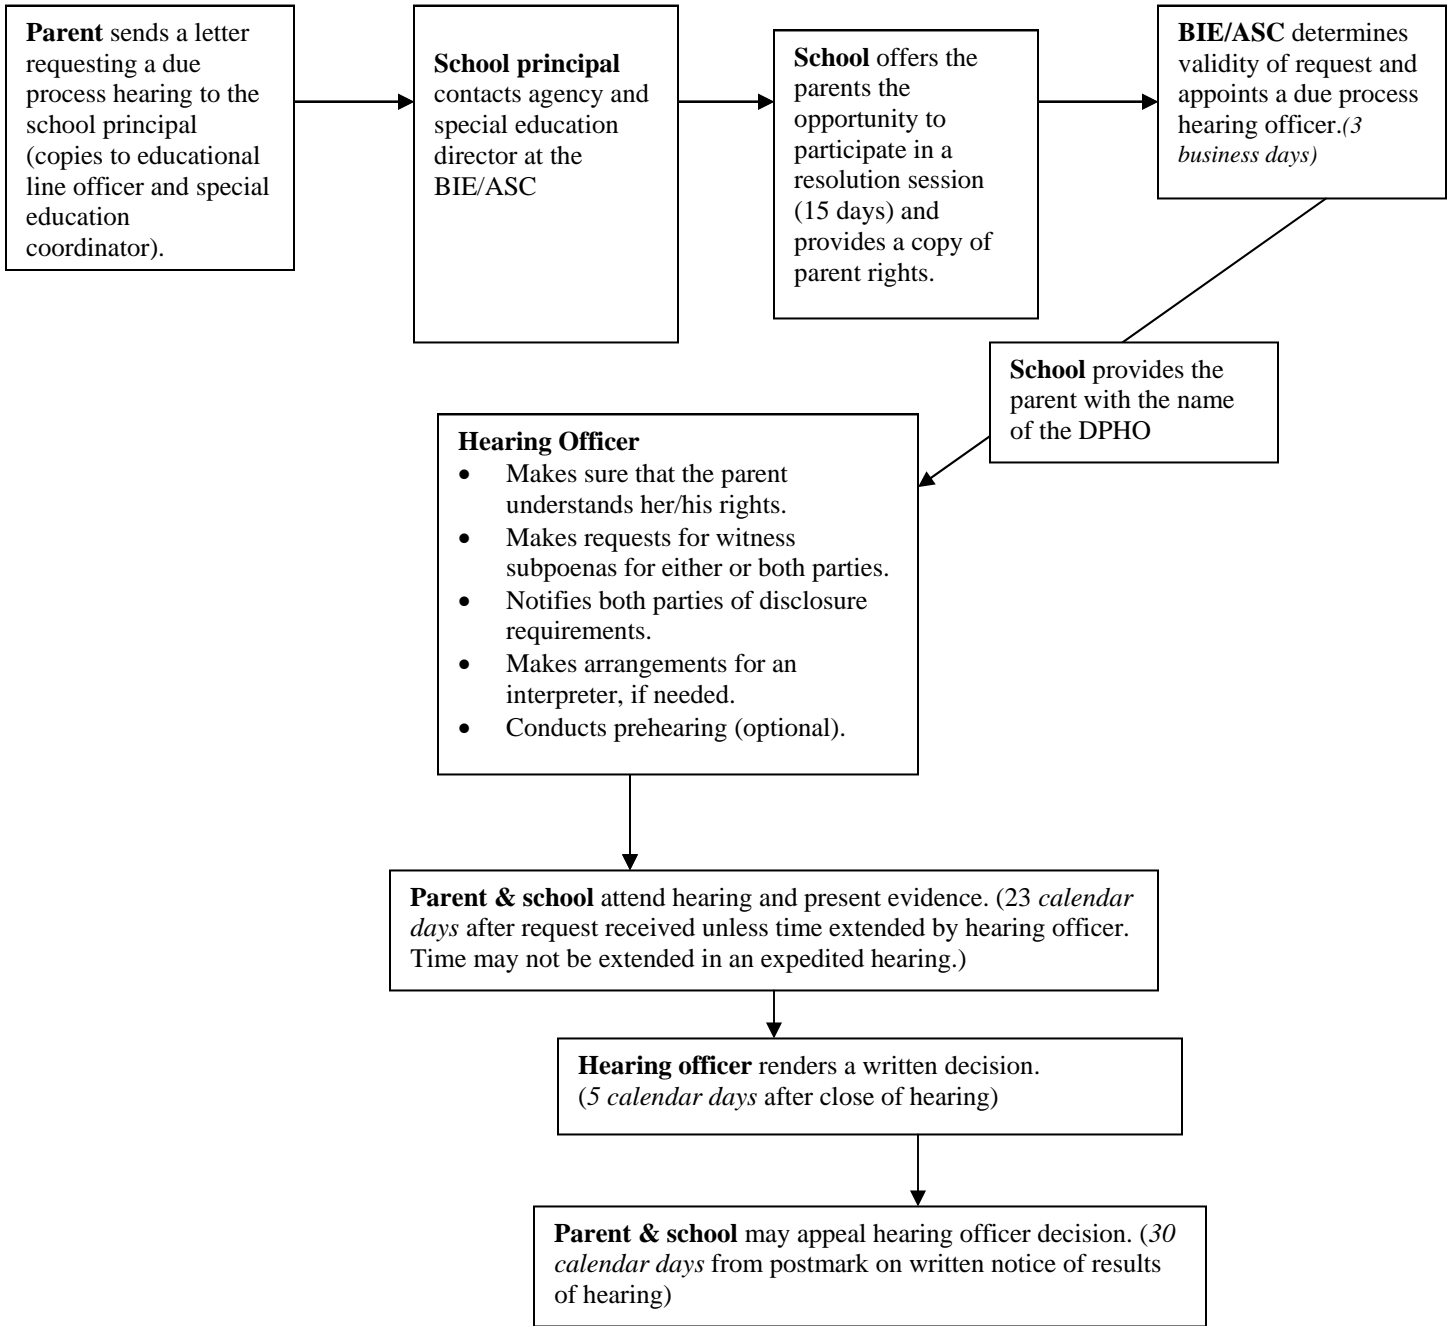 Parent sends a letter
requesting a due
process hearing to the
school principal
(copies to educational
line officer and special
education
coordinator).
School principal
contacts agency and
special education
director at the
BIE/ASC
School offers the
parents the
opportunity to
participate in a
resolution session
(15 days) and
provides a copy of
parent rights.
BIE/ASC determines
validity of request and
appoints a due process
hearing officer.(3
business days)
School provides the
parent with the name
of the DPHO
Hearing Officer
• Makes sure that the parent
understands her/his rights.
• Makes requests for witness
subpoenas for either or both parties.
• Notifies both parties of disclosure
requirements.
• Makes arrangements for an
interpreter, if needed.
• Conducts prehearing (optional).
Parent & school attend hearing and present evidence. (23 calendar
days after request received unless time extended by hearing officer.
Time may not be extended in an expedited hearing.)
Hearing officer renders a written decision.
(5 calendar days after close of hearing)
Parent & school may appeal hearing officer decision. (30
calendar days from postmark on written notice of results
of hearing)